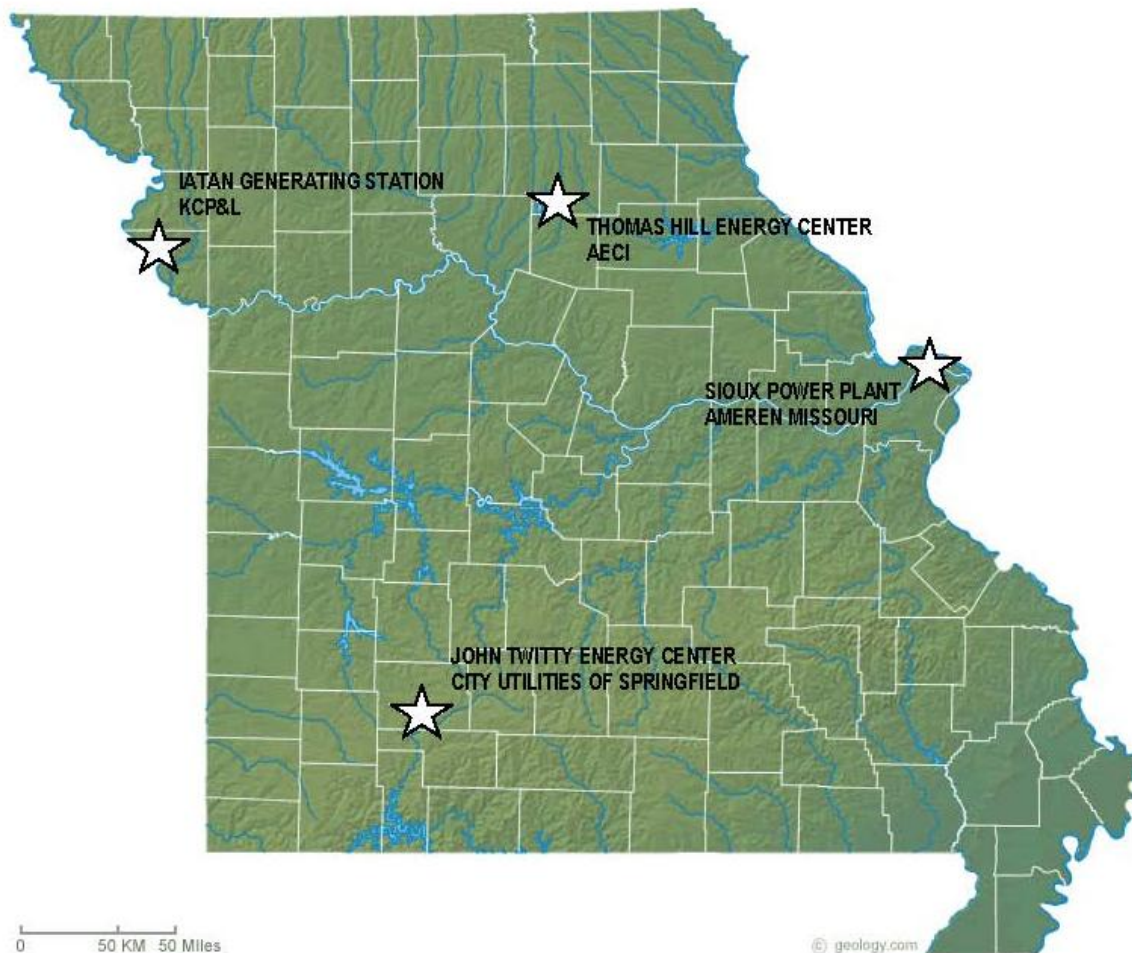 IATAN GENERATING STATION
KCP&L
THOMAS HILL ENERGY CENTER
AECI
SIOUX POWER PLANT
AMEREN MISSOURI
JOHN TWITTY ENERGY CENTER
CITY UTILITIES OF SPRINGFIELD
0 50 KM 50 Miles
© geology.com